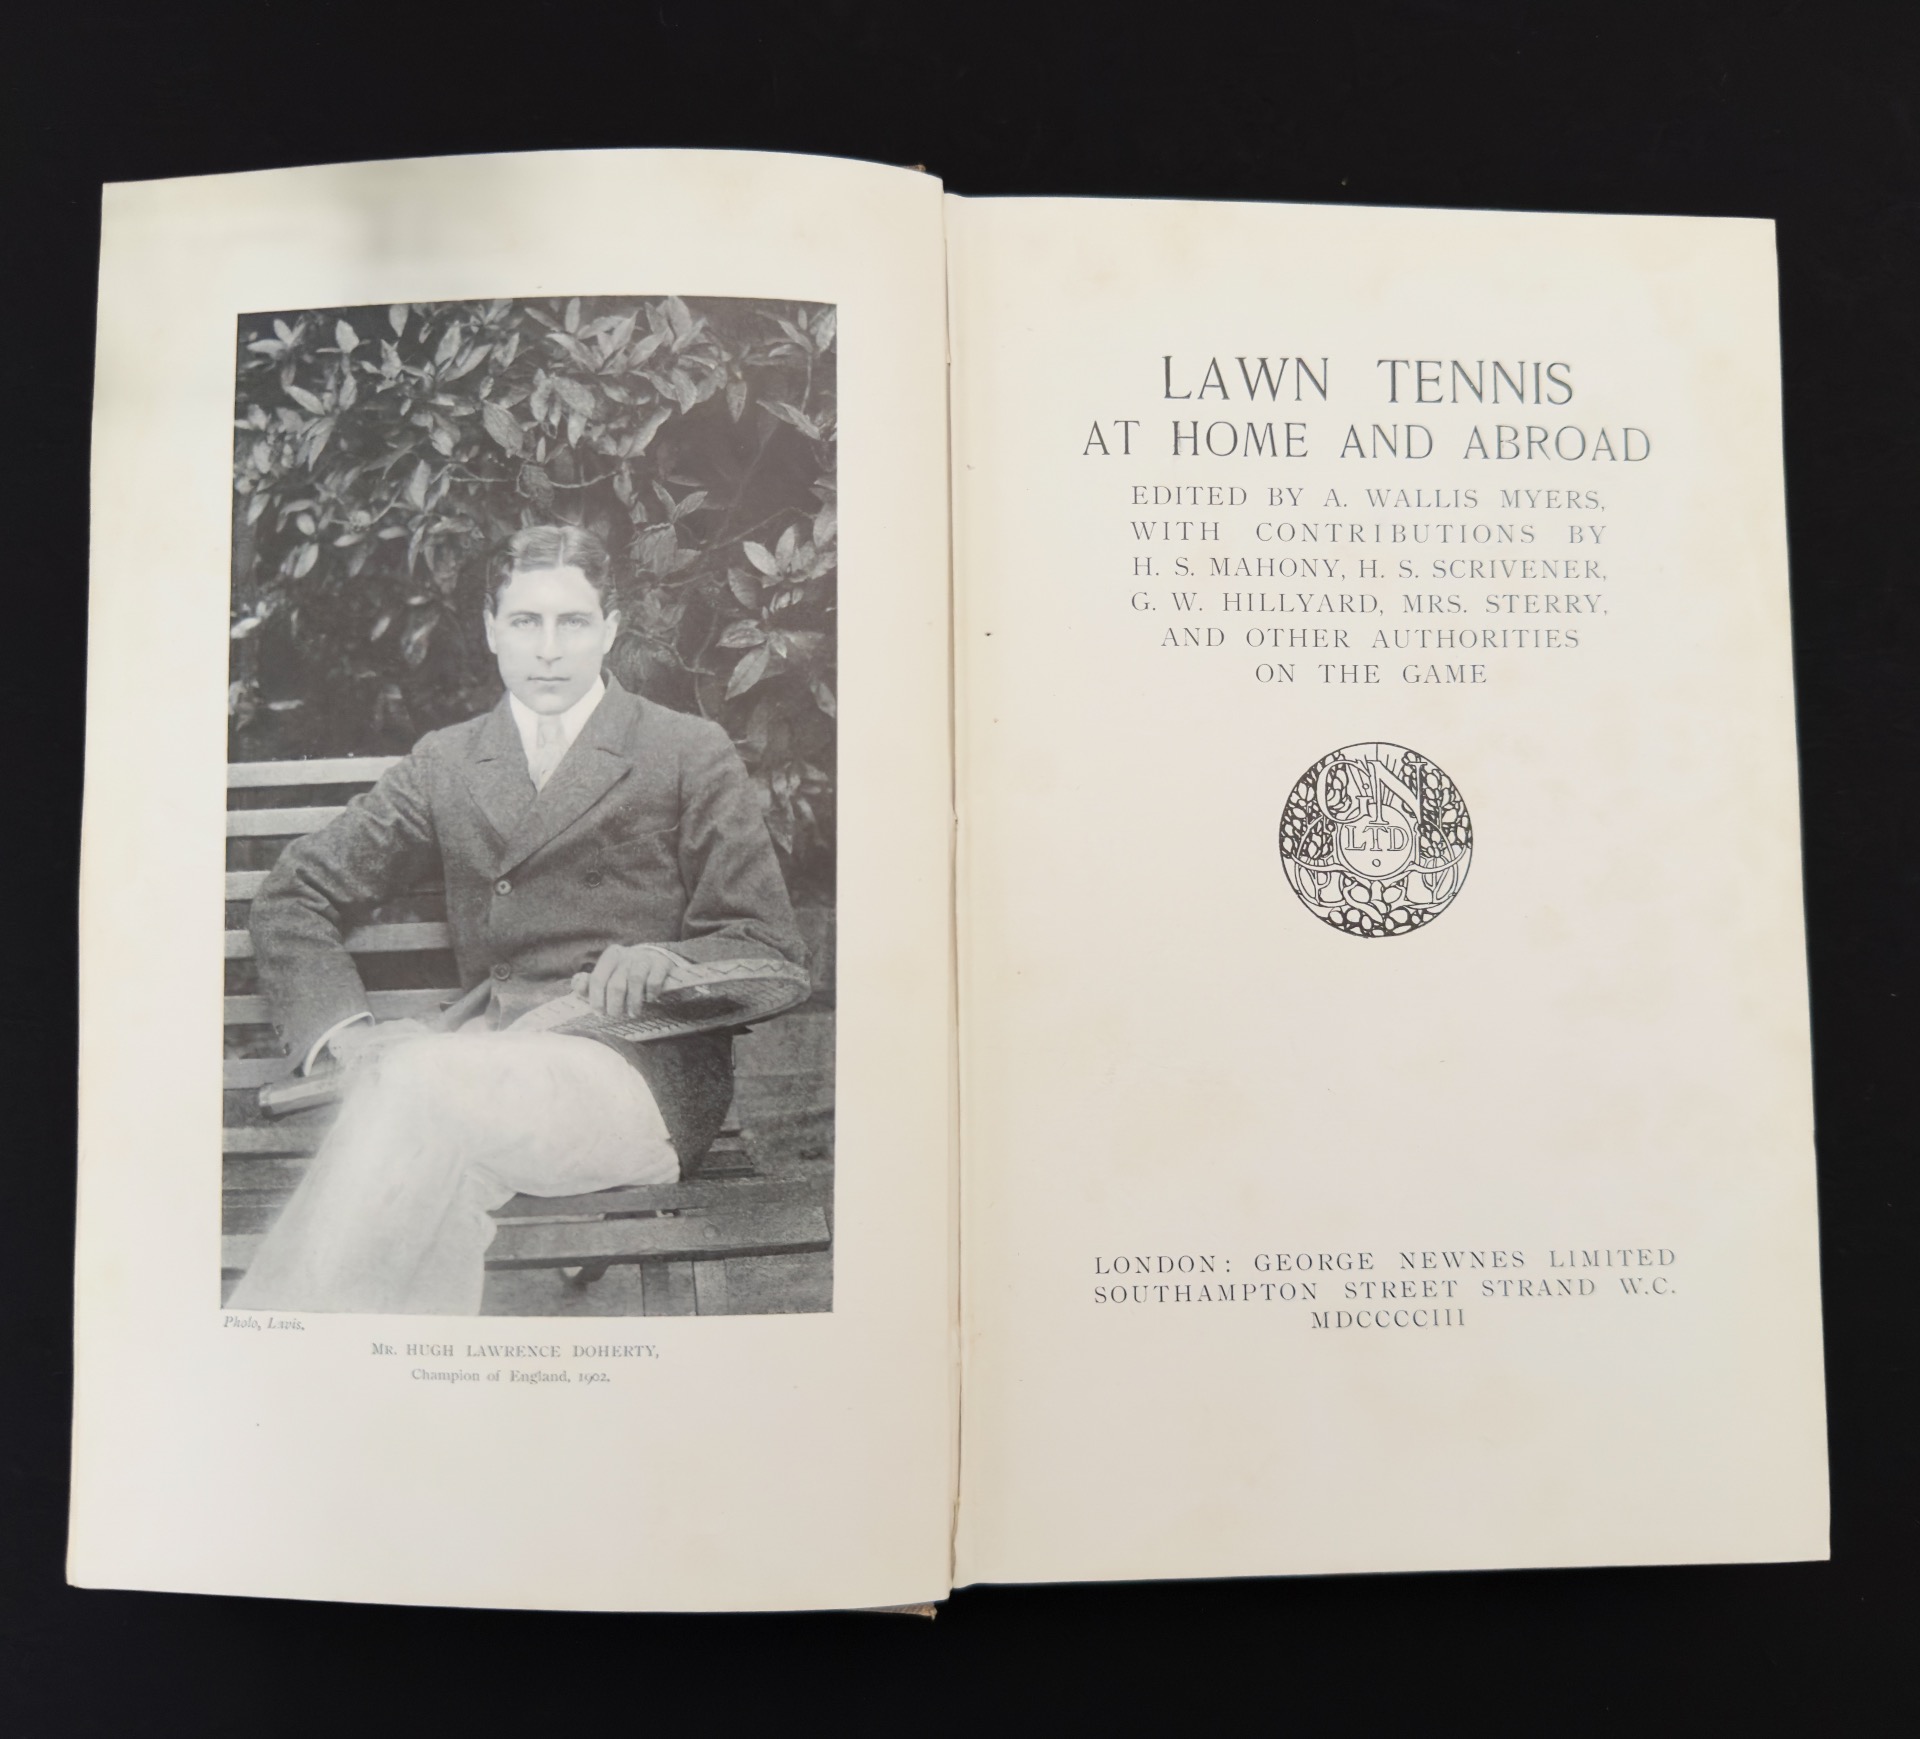 Photo, Lavis.
Mr. HUGH LAWRENCE DOHERTY,
Champion of England, 1902.
LAWN TENNIS
AT HOME AND ABROAD
EDITED BY A. WALLIS MYERS,
WITH CONTRIBUTIONS BY
H. S. MAHONY, H. S. SCRIVENER,
G. W. HILLYARD, MRS. STERRY,
AND OTHER AUTHORITIES
ON THE GAME
G N
LTD
LONDON: GEORGE NEWNES LIMITED
SOUTHAMPTON STREET STRAND W.C.
MDCCCCIII